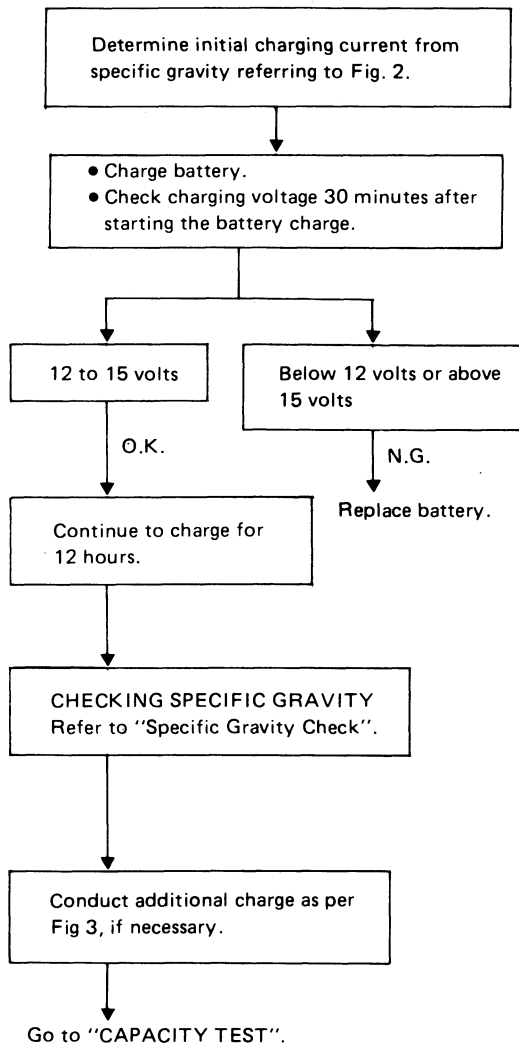 Determine initial charging current from
specific gravity referring to Fig. 2.
● Charge battery.
● Check charging voltage 30 minutes after
starting the battery charge.
12 to 15 volts
Below 12 volts or above
15 volts
O.K.
N.G.
Replace battery.
Continue to charge for
12 hours.
CHECKING SPECIFIC GRAVITY
Refer to "Specific Gravity Check".
Conduct additional charge as per
Fig 3, if necessary.
Go to "CAPACITY TEST".